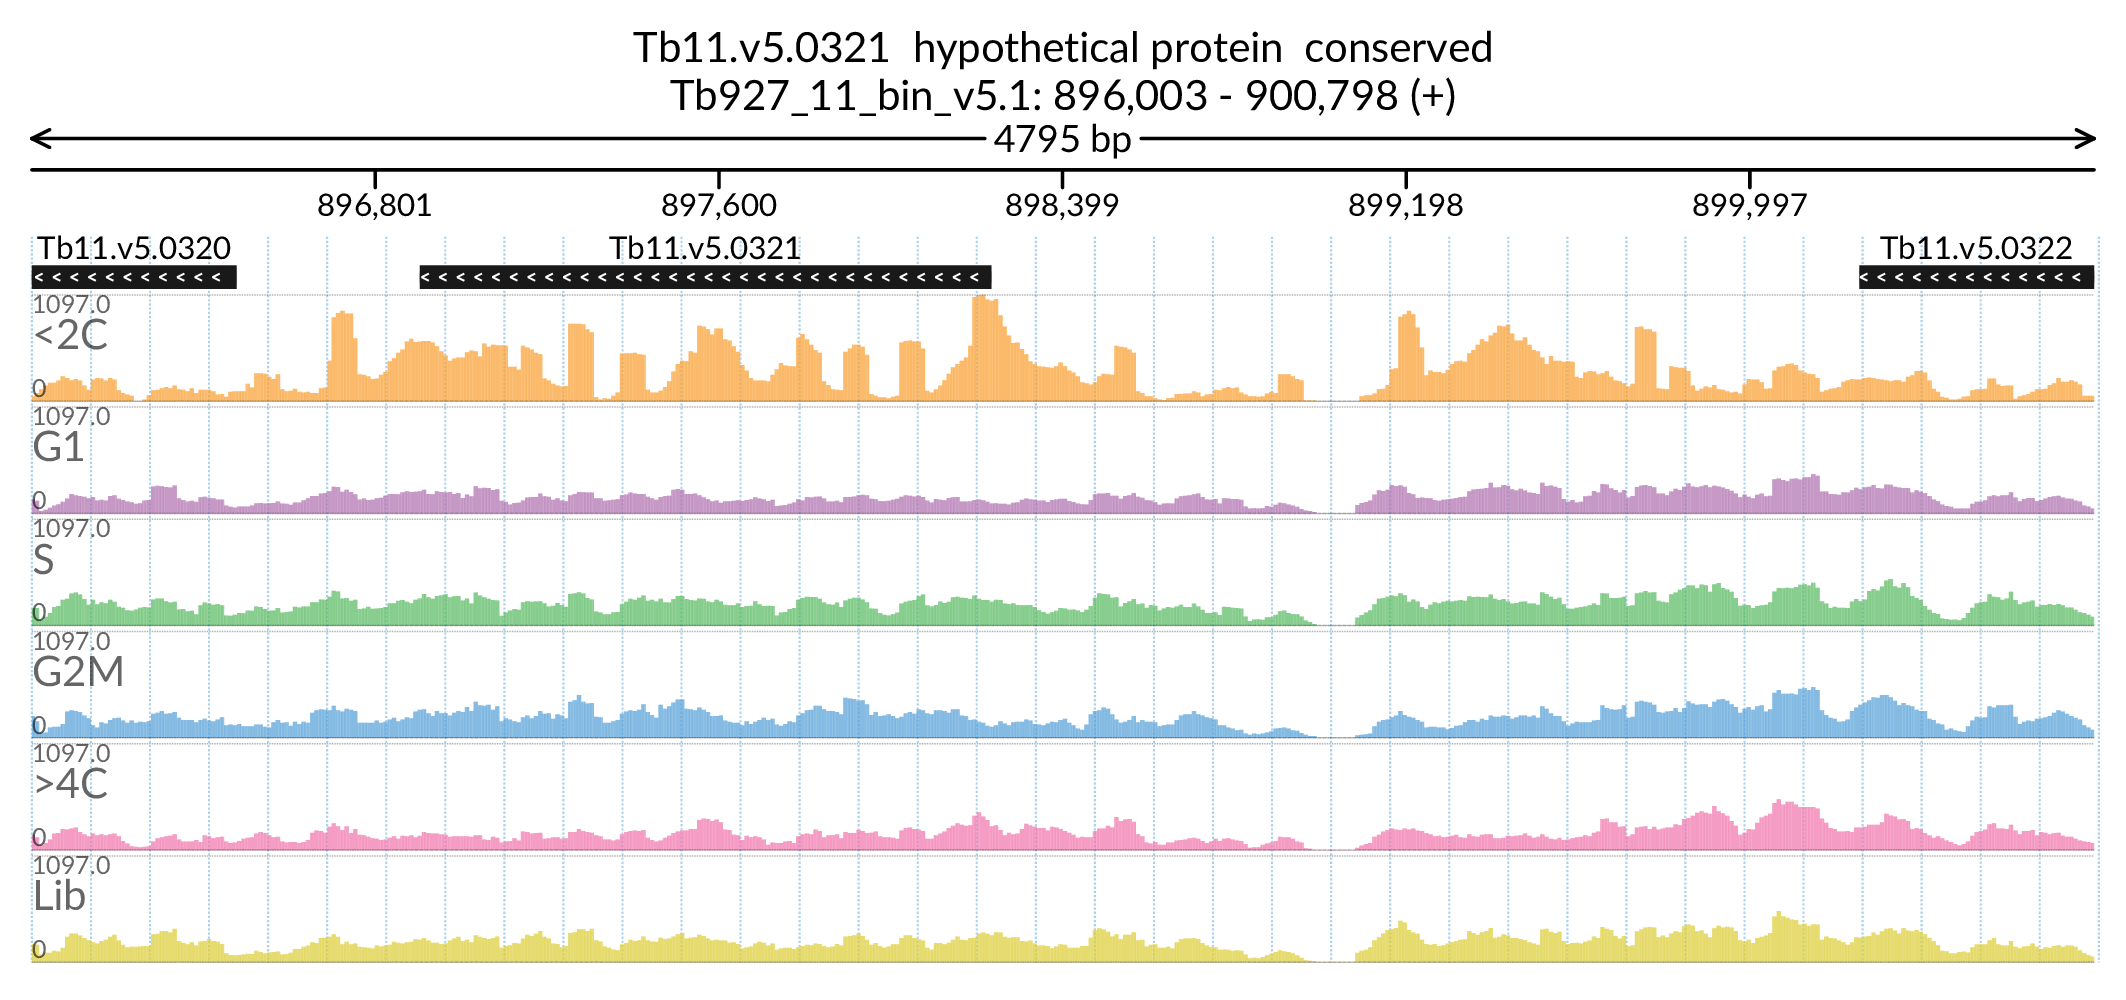 Tb11.v5.0321 hypothetical protein conserved
Tb927_11_bin_v5.1: 896,003 - 900,798 (+)
4795 bp
896,801 897,600 898,399 899,198 899,997
Tb11.v5.0320 Tb11.v5.0321 Tb11.v5.0322
1097.0
<2C
0
1097.0
G1
0
1097.0
S
0
1097.0
G2M
0
1097.0
>4C
0
1097.0
Lib
0